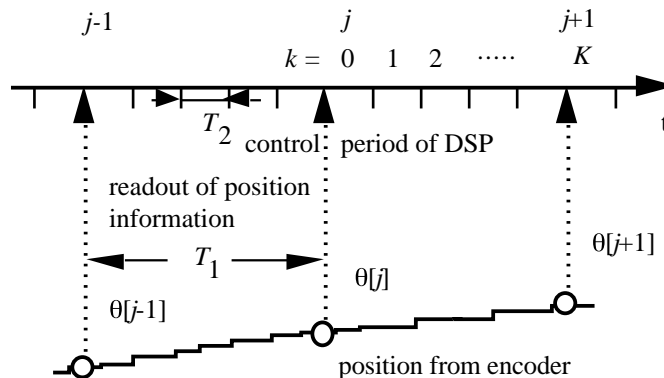 j-1 j j+1
k = 0 1 2 ····· K
T2 control period of DSP t
readout of position
information
T1
θ[j+1]
θ[j]
θ[j-1]
position from encoder